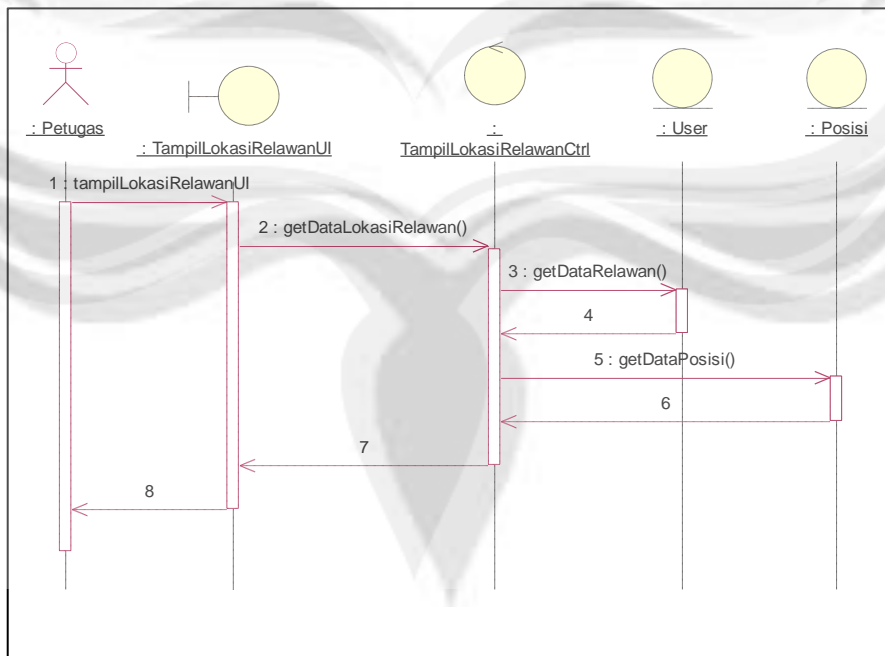 : Petugas
: TampilLokasiRelawanUI
:
TampilLokasiRelawanCtrl
: User
: Posisi
1 : tampilLokasiRelawanUI
2 : getDataLokasiRelawan()
3 : getDataRelawan()
4
5 : getDataPosisi()
6
7
8